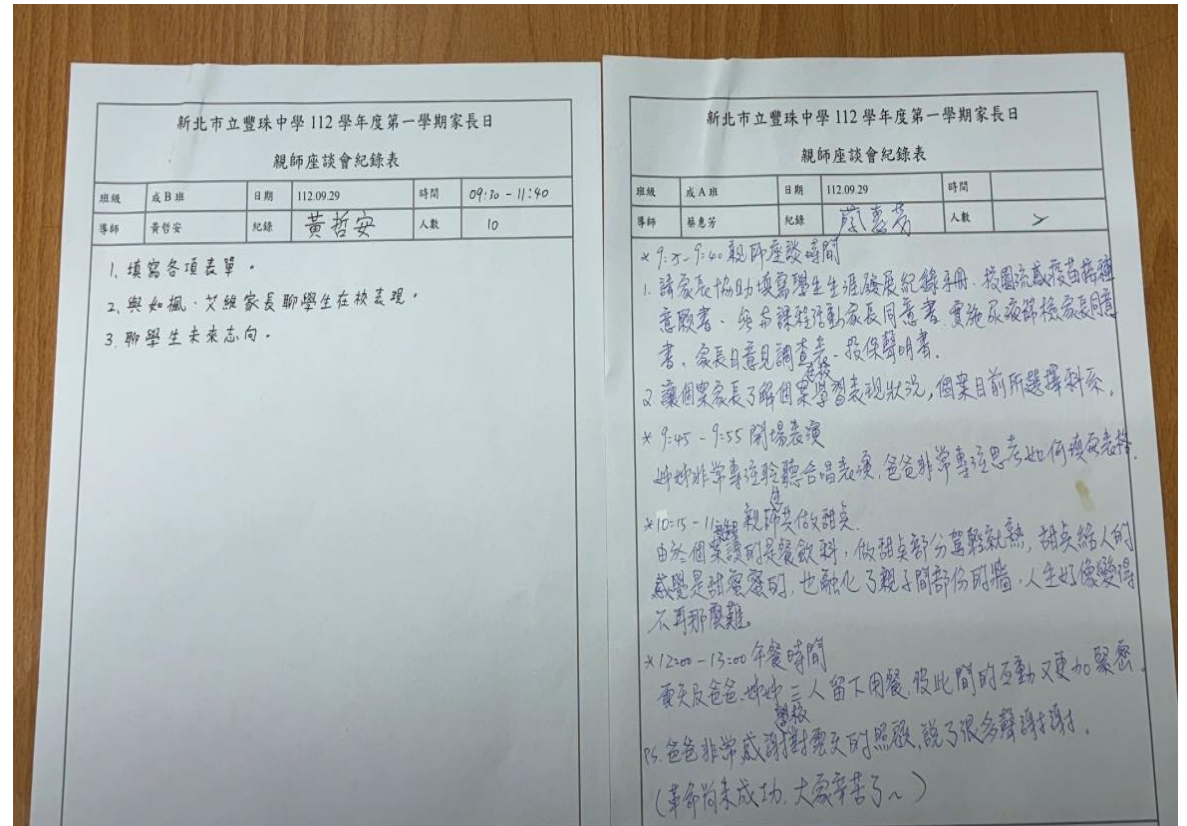 新北市立豐珠中學 112 學年度第一學期家長日
親師座談會紀錄表
班級 成B班 日期 112.09.29 時間 09:30 - 11:40
導師 黃哲安 紀錄 黃哲安 人數 10
1. 填寫各項表單。
2. 與如楓、艾維家長聊學生在校表現。
3. 聊學生未來志向。
新北市立豐珠中學 112 學年度第一學期家長日
親師座談會紀錄表
班級 成A班 日期 112.09.29 時間
導師 蔡惠芳 紀錄 蔡惠芳 人數 2
* 9:00-9:40 親師座談時間
1. 請家長協助填寫學生生涯發展紀錄手冊、校園流感疫苗接種
意願書、參與課程活動家長同意書、實施尿液篩檢家長同意
書、家長日意見調查表、投保聲明書.
2 讓個案家長了解個案在校學習表現狀況, 個案目前所選擇科系。
* 9:45 - 9:55 開場表演
姊姊非常專注聆聽合唱表演, 爸爸非常專注思考如何填寫表格.
*10:15 - 11 親師生共做甜點.
由於個案讀的是餐飲科, 做甜點部分駕輕就熟, 甜點給人的
感覺是甜蜜蜜的, 也融化了親子間部份的牆, 人生好像變得
不再那麼難。
*12:00 - 13:00 午餐時間
雲天及爸爸.姊姊三人留下用餐, 彼此間的互動又更加緊密.
PS. 爸爸非常感謝學校對雲天的照顧, 說了很多聲謝謝.
(革命尚未成功, 大家辛苦了~)